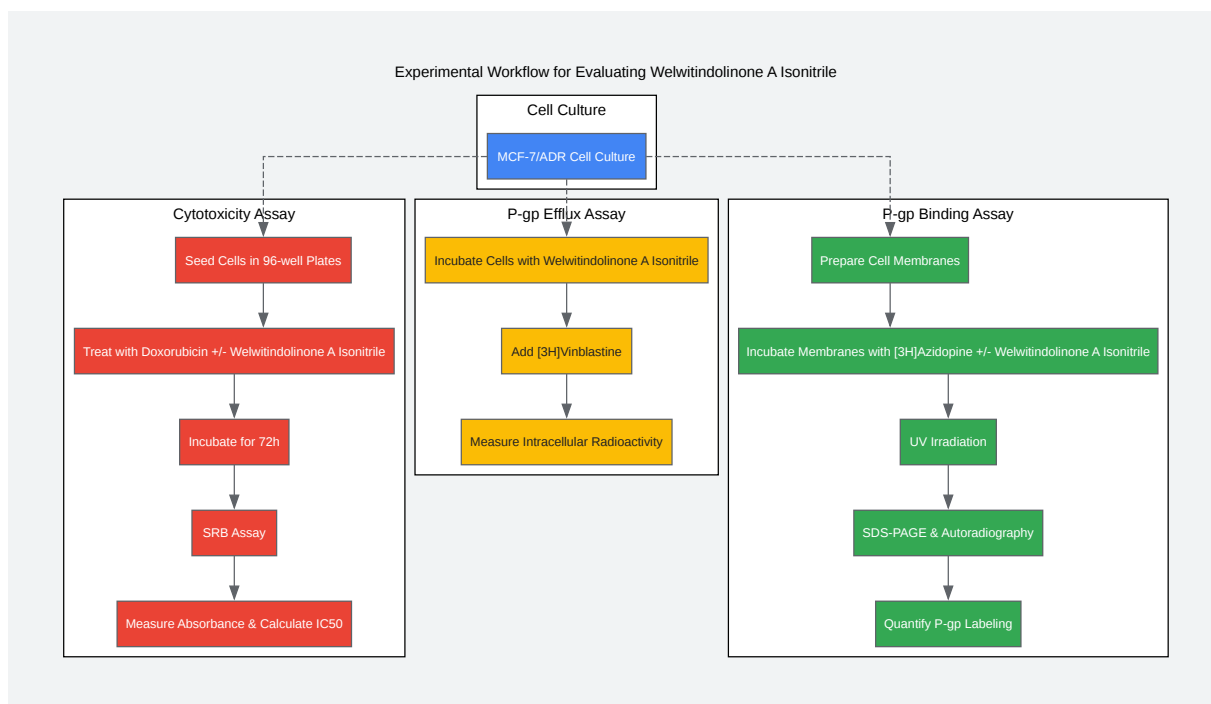 Experimental Workflow for Evaluating Welwitindolinone A Isonitrile
Cell Culture
MCF-7/ADR Cell Culture
Cytotoxicity Assay
Seed Cells in 96-well Plates
Treat with Doxorubicin +/- Welwitindolinone A Isonitrile
Incubate for 72h
SRB Assay
Measure Absorbance & Calculate IC50
P-gp Efflux Assay
Incubate Cells with Welwitindolinone A Isonitrile
Add [3H]Vinblastine
Measure Intracellular Radioactivity
P-gp Binding Assay
Prepare Cell Membranes
Incubate Membranes with [3H]Azidopine +/- Welwitindolinone A Isonitrile
UV Irradiation
SDS-PAGE & Autoradiography
Quantify P-gp Labeling